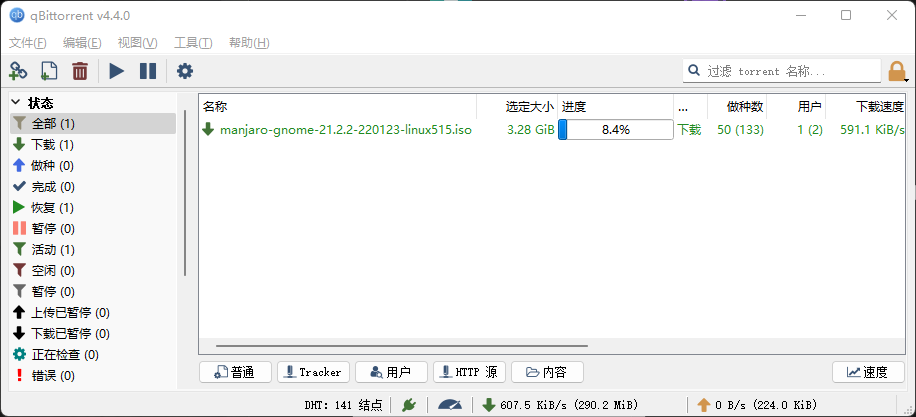 qBittorrent v4.4.0
文件(F) 编辑(E) 视图(V) 工具(T) 帮助(H)
过滤 torrent 名称...
状态
全部 (1)
下载 (1)
做种 (0)
完成 (0)
恢复 (1)
暂停 (0)
活动 (1)
空闲 (0)
暂停 (0)
上传已暂停 (0)
下载已暂停 (0)
正在检查 (0)
错误 (0)
名称 选定大小 进度 ... 做种数 用户 下载速度
manjaro-gnome-21.2.2-220123-linux515.iso 3.28 GiB 8.4% 下载 50 (133) 1 (2) 591.1 KiB/s
普通 Tracker 用户 HTTP 源 内容 速度
DHT: 141 结点 607.5 KiB/s (290.2 MiB) 0 B/s (224.0 KiB)